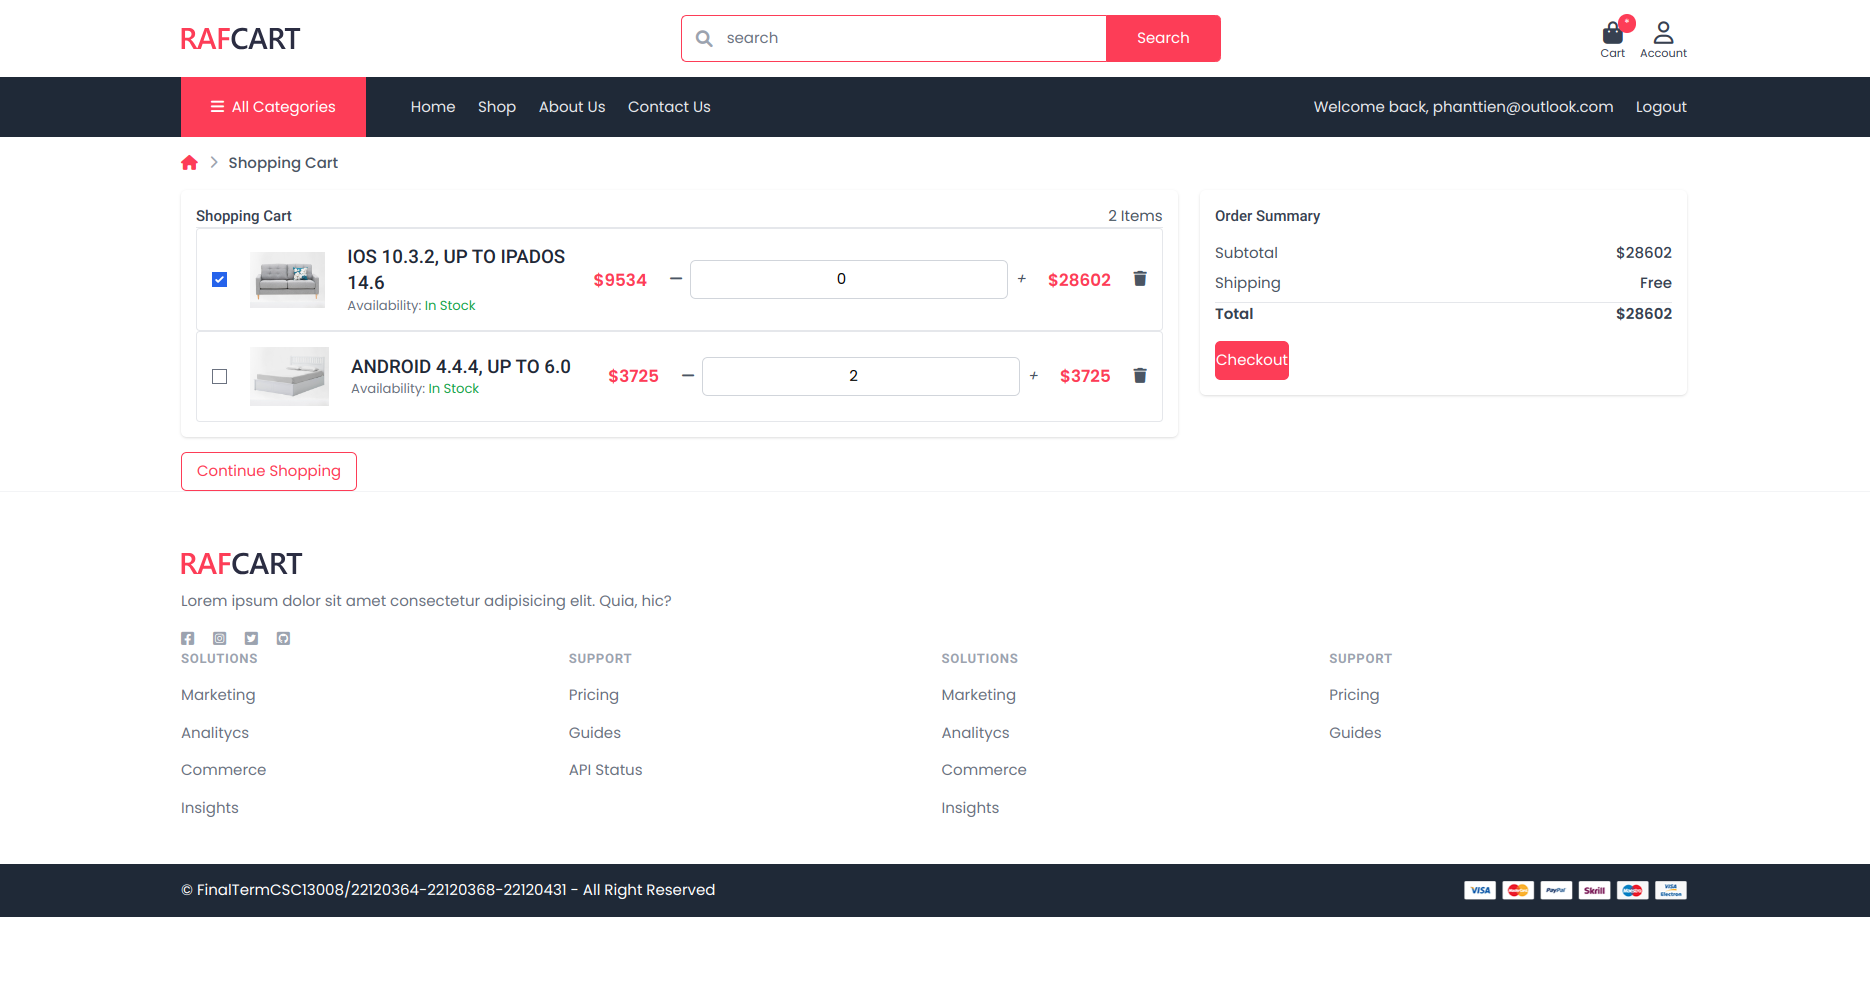 RAFCART
search
Search
Cart
Account
All Categories
Home
Shop
About Us
Contact Us
Welcome back, phanttien@outlook.com
Logout
Shopping Cart
Shopping Cart
2 Items
IOS 10.3.2, UP TO IPADOS
14.6
Availability: In Stock
$9534
0
+
$28602
ANDROID 4.4.4, UP TO 6.0
Availability: In Stock
$3725
2
+
$3725
Order Summary
Subtotal
$28602
Shipping
Free
Total
$28602
Checkout
Continue Shopping
RAFCART
Lorem ipsum dolor sit amet consectetur adipisicing elit. Quia, hic?
SOLUTIONS
Marketing
Analitycs
Commerce
Insights
SUPPORT
Pricing
Guides
API Status
SOLUTIONS
Marketing
Analitycs
Commerce
Insights
SUPPORT
Pricing
Guides
© FinalTermCSC13008/22120364-22120368-22120431 - All Right Reserved
VISA
MasterCard
PayPal
Skrill
Maestro
VISA
Electron